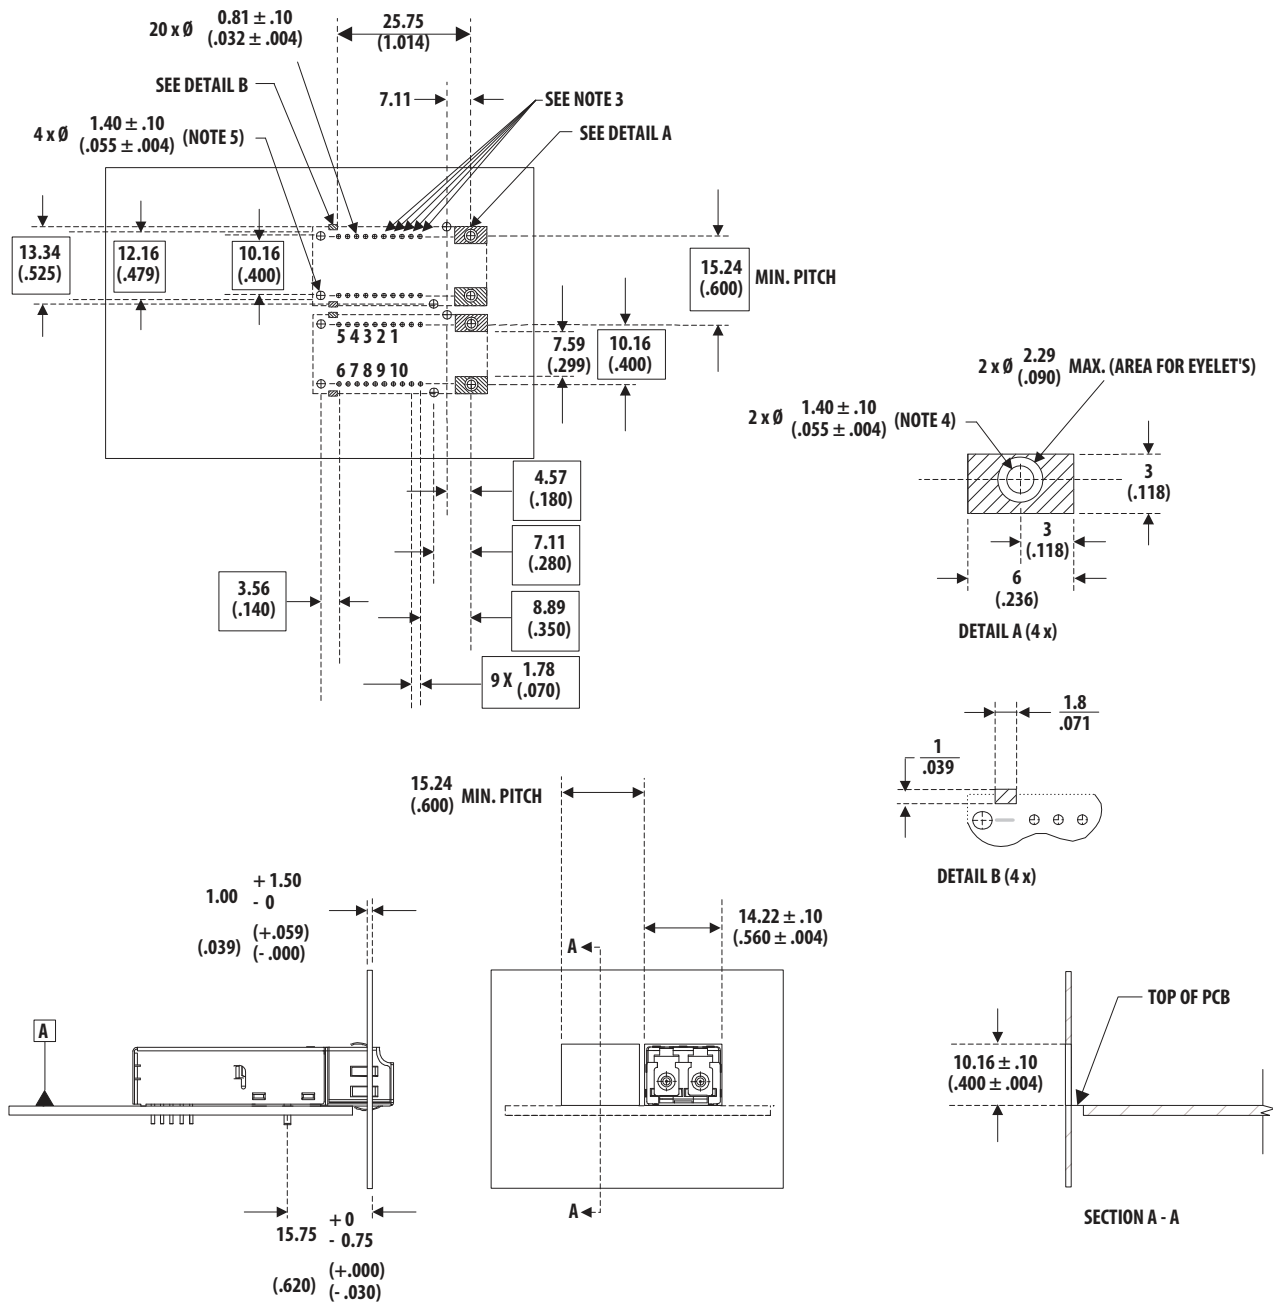 20 x Ø 0.81 ± .10
(.032 ± .004)
25.75
(1.014)
SEE DETAIL B
7.11
SEE NOTE 3
4 x Ø 1.40 ± .10 (NOTE 5)
(.055 ± .004)
SEE DETAIL A
13.34
(.525)
12.16
(.479)
10.16
(.400)
15.24 MIN. PITCH
(.600)
5 4 3 2 1
6 7 8 9 10
7.59
(.299)
10.16
(.400)
2 x Ø 2.29 MAX. (AREA FOR EYELET'S)
(.090)
2 x Ø 1.40 ± .10 (NOTE 4)
(.055 ± .004)
3
(.118)
3
(.118)
6
(.236)
DETAIL A (4 x)
4.57
(.180)
7.11
(.280)
3.56
(.140)
8.89
(.350)
9 X 1.78
(.070)
1.8
.071
1
.039
DETAIL B (4 x)
15.24 MIN. PITCH
(.600)
1.00 + 1.50
- 0
(.039) (+.059)
(- .000)
14.22 ± .10
(.560 ± .004)
A
A
TOP OF PCB
10.16 ± .10
(.400 ± .004)
A
SECTION A - A
15.75 + 0
- 0.75
(.620) (+.000)
(- .030)